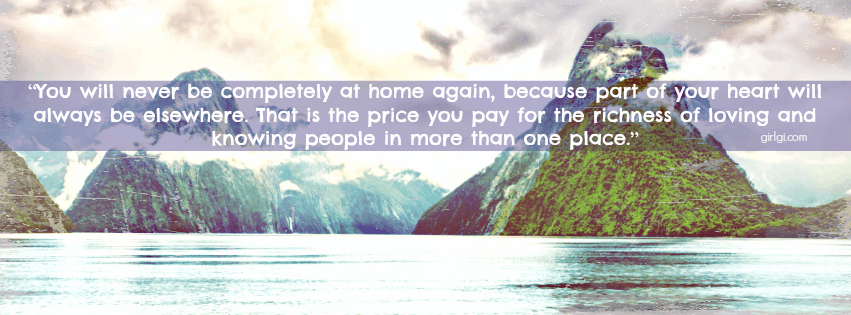 “You will never be completely at home again, because part of your heart will
always be elsewhere. That is the price you pay for the richness of loving and
knowing people in more than one place.”
girlgi.com